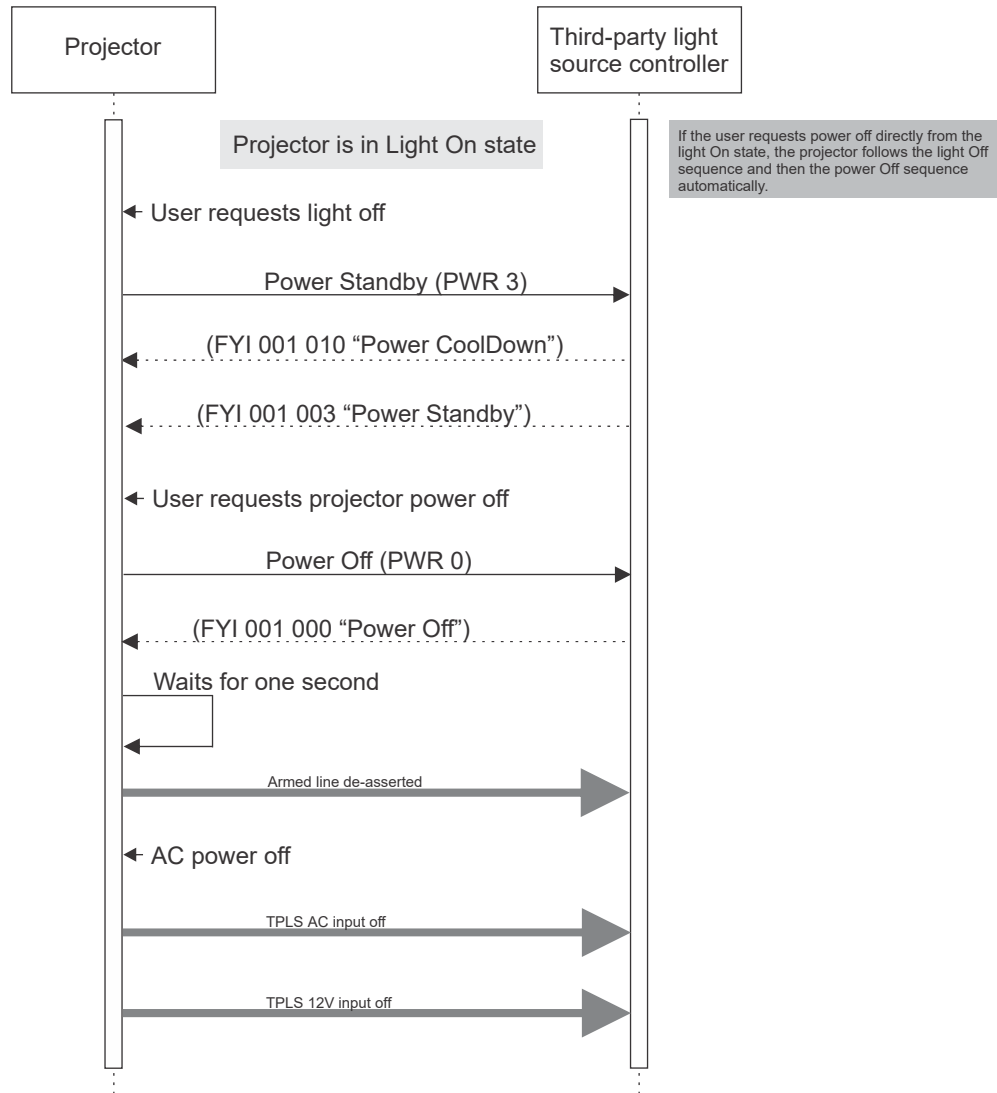 Projector
Third-party light
source controller
Projector is in Light On state
If the user requests power off directly from the
light On state, the projector follows the light Off
sequence and then the power Off sequence
automatically.
User requests light off
Power Standby (PWR 3)
(FYI 001 010 “Power CoolDown”)
(FYI 001 003 “Power Standby”)
User requests projector power off
Power Off (PWR 0)
(FYI 001 000 “Power Off”)
Waits for one second
Armed line de-asserted
AC power off
TPLS AC input off
TPLS 12V input off